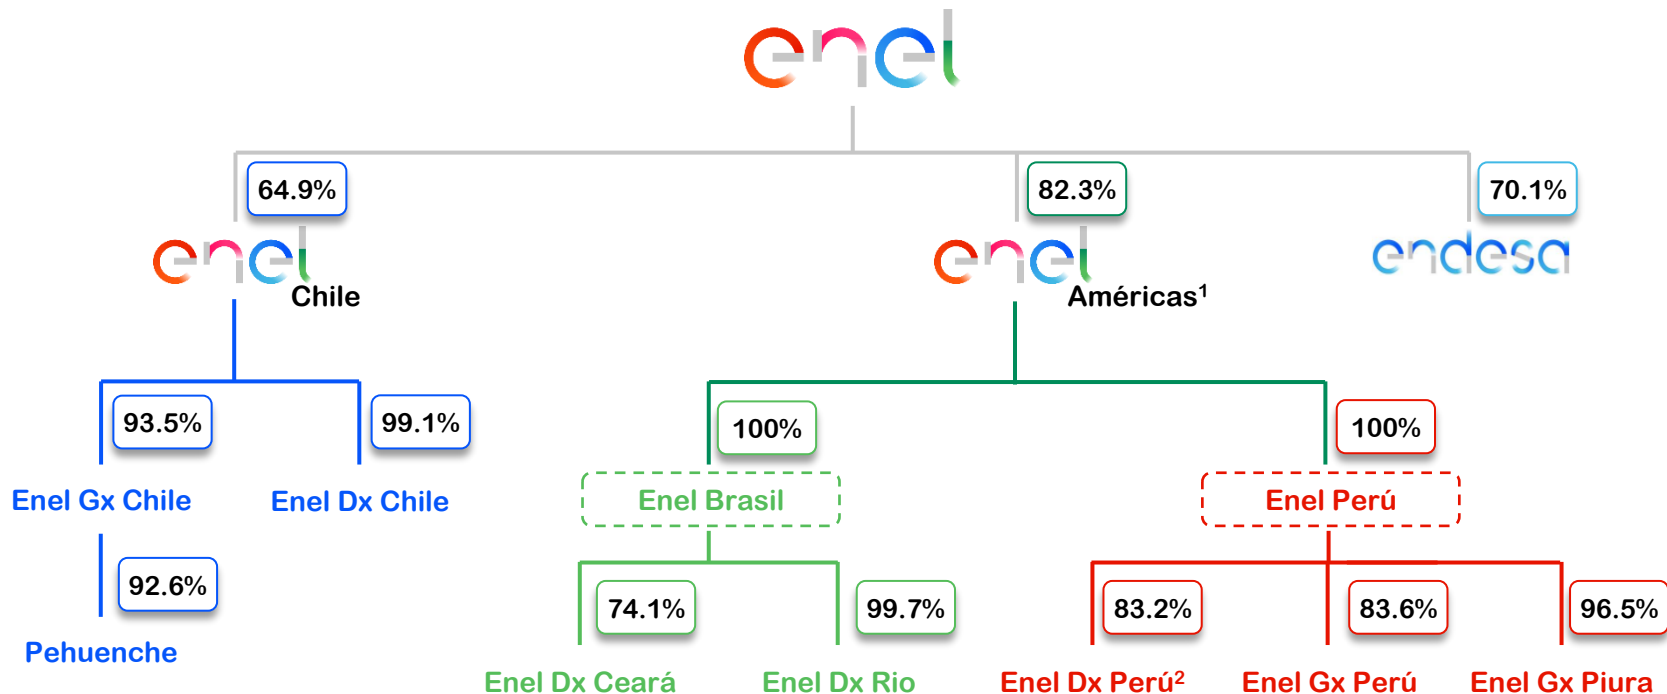 enel
64.9%
82.3%
70.1%
enel
Chile
enel
Américas¹
endesa
93.5%
99.1%
100%
100%
Enel Gx Chile
Enel Dx Chile
Enel Brasil
Enel Perú
92.6%
74.1%
99.7%
83.2%
83.6%
96.5%
Pehuenche
Enel Dx Ceará
Enel Dx Rio
Enel Dx Perú²
Enel Gx Perú
Enel Gx Piura